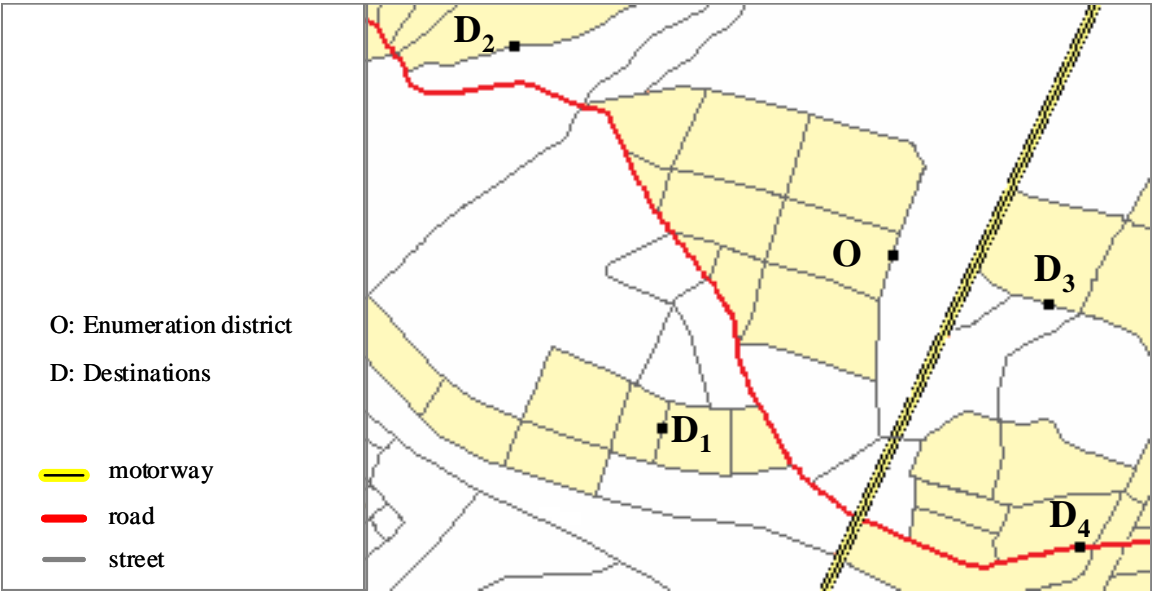 O: Enumeration district
D: Destinations
motorway
road
street
D2
O
D3
D1
D4